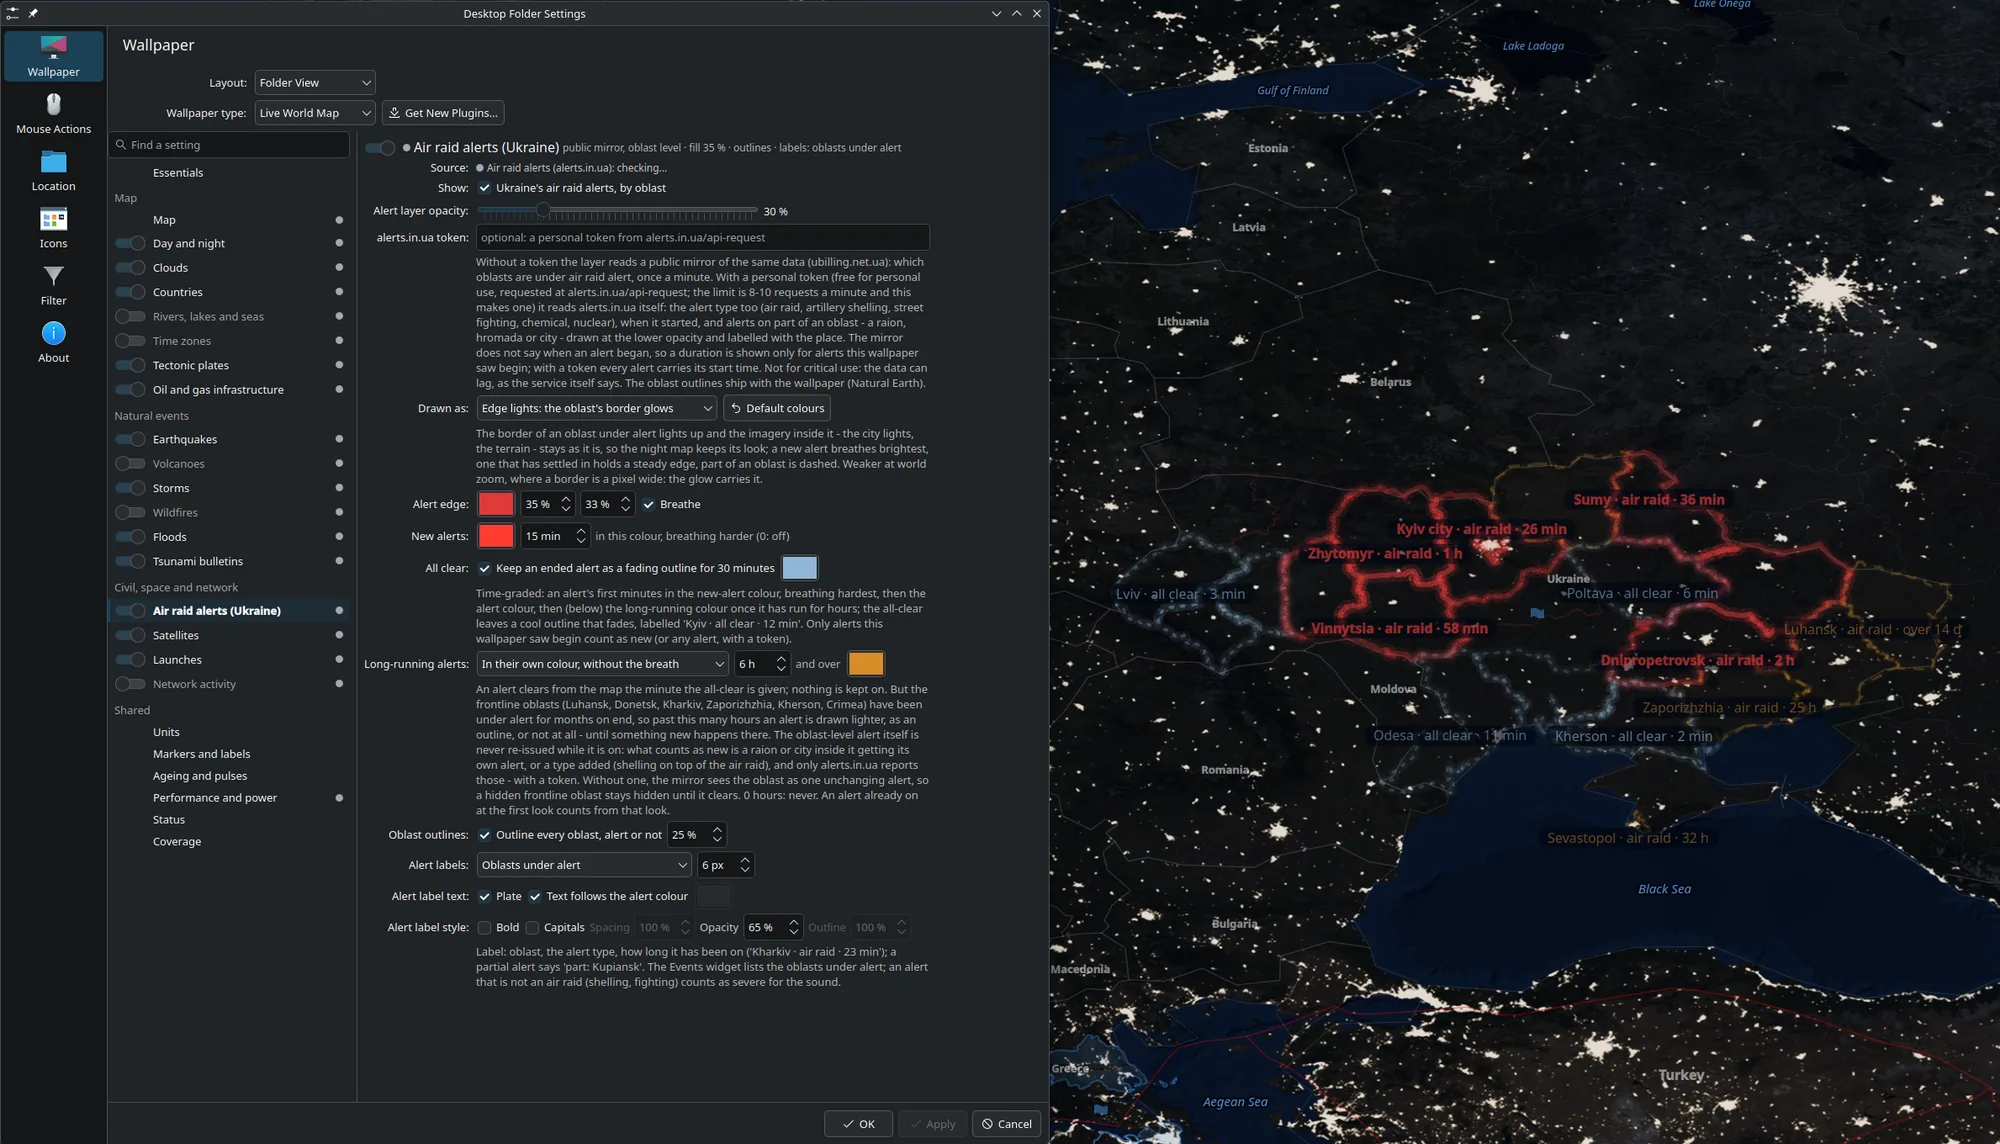 Desktop Folder Settings
Wallpaper
Mouse Actions
Location
Icons
Filter
About
Wallpaper
Layout: Folder View
Wallpaper type: Live World Map Get New Plugins...
Find a setting
Essentials
Map
Map
Day and night
Clouds
Countries
Rivers, lakes and seas
Time zones
Tectonic plates
Oil and gas infrastructure
Natural events
Earthquakes
Volcanoes
Storms
Wildfires
Floods
Tsunami bulletins
Civil, space and network
Air raid alerts (Ukraine)
Satellites
Launches
Network activity
Shared
Units
Markers and labels
Ageing and pulses
Performance and power
Status
Coverage
Air raid alerts (Ukraine) public mirror, oblast level · fill 35 % · outlines · labels: oblasts under alert
Source: Air raid alerts (alerts.in.ua): checking...
Show: Ukraine's air raid alerts, by oblast
Alert layer opacity: 30 %
alerts.in.ua token: optional: a personal token from alerts.in.ua/api-request
Without a token the layer reads a public mirror of the same data (ubilling.net.ua): which
oblasts are under air raid alert, once a minute. With a personal token (free for personal
use, requested at alerts.in.ua/api-request; the limit is 8-10 requests a minute and this
makes one) it reads alerts.in.ua itself: the alert type too (air raid, artillery shelling, street
fighting, chemical, nuclear), when it started, and alerts on part of an oblast - a raion,
hromada or city - drawn at the lower opacity and labelled with the place. The mirror
does not say when an alert began, so a duration is shown only for alerts this wallpaper
saw begin; with a token every alert carries its start time. Not for critical use: the data can
lag, as the service itself says. The oblast outlines ship with the wallpaper (Natural Earth).
Drawn as: Edge lights: the oblast's border glows Default colours
The border of an oblast under alert lights up and the imagery inside it - the city lights,
the terrain - stays as it is, so the night map keeps its look; a new alert breathes brightest,
one that has settled in holds a steady edge, part of an oblast is dashed. Weaker at world
zoom, where a border is a pixel wide: the glow carries it.
Alert edge: 35 % 33 % Breathe
New alerts: 15 min in this colour, breathing harder (0: off)
All clear: Keep an ended alert as a fading outline for 30 minutes
Time-graded: an alert's first minutes in the new-alert colour, breathing hardest, then the
alert colour, then (below) the long-running colour once it has run for hours; the all-clear
leaves a cool outline that fades, labelled 'Kyiv · all clear · 12 min'. Only alerts this
wallpaper saw begin count as new (or any alert, with a token).
Long-running alerts: In their own colour, without the breath 6 h and over
An alert clears from the map the minute the all-clear is given; nothing is kept on. But the
frontline oblasts (Luhansk, Donetsk, Kharkiv, Zaporizhzhia, Kherson, Crimea) have been
under alert for months on end, so past this many hours an alert is drawn lighter, as an
outline, or not at all - until something new happens there. The oblast-level alert itself is
never re-issued while it is on: what counts as new is a raion or city inside it getting its
own alert, or a type added (shelling on top of the air raid), and only alerts.in.ua reports
those - with a token. Without one, the mirror sees the oblast as one unchanging alert, so
a hidden frontline oblast stays hidden until it clears. 0 hours: never. An alert already on
at the first look counts from that look.
Oblast outlines: Outline every oblast, alert or not 25 %
Alert labels: Oblasts under alert 6 px
Alert label text: Plate Text follows the alert colour
Alert label style: Bold Capitals Spacing 100 % Opacity 65 % Outline 100 %
Label: oblast, the alert type, how long it has been on ('Kharkiv · air raid · 23 min'); a
partial alert says 'part: Kupiansk'. The Events widget lists the oblasts under alert; an alert
that is not an air raid (shelling, fighting) counts as severe for the sound.
OK Apply Cancel
Lake Onega
Lake Ladoga
Gulf of Finland
Estonia
Latvia
Lithuania
Belarus
Sumy · air raid · 36 min
Kyiv city · air raid · 26 min
Zhytomyr · air raid · 1 h
Ukraine
Lviv · all clear · 3 min
Poltava · all clear · 6 min
Vinnytsia · air raid · 58 min
Luhansk · air raid · over 14 d
Dnipropetrovsk · air raid · 2 h
Moldova
Zaporizhzhia · air raid · 25 h
Odesa · all clear · 11 min
Kherson · all clear · 2 min
Romania
Sevastopol · air raid · 32 h
Black Sea
Bulgaria
Macedonia
Greece
Turkey
Aegean Sea